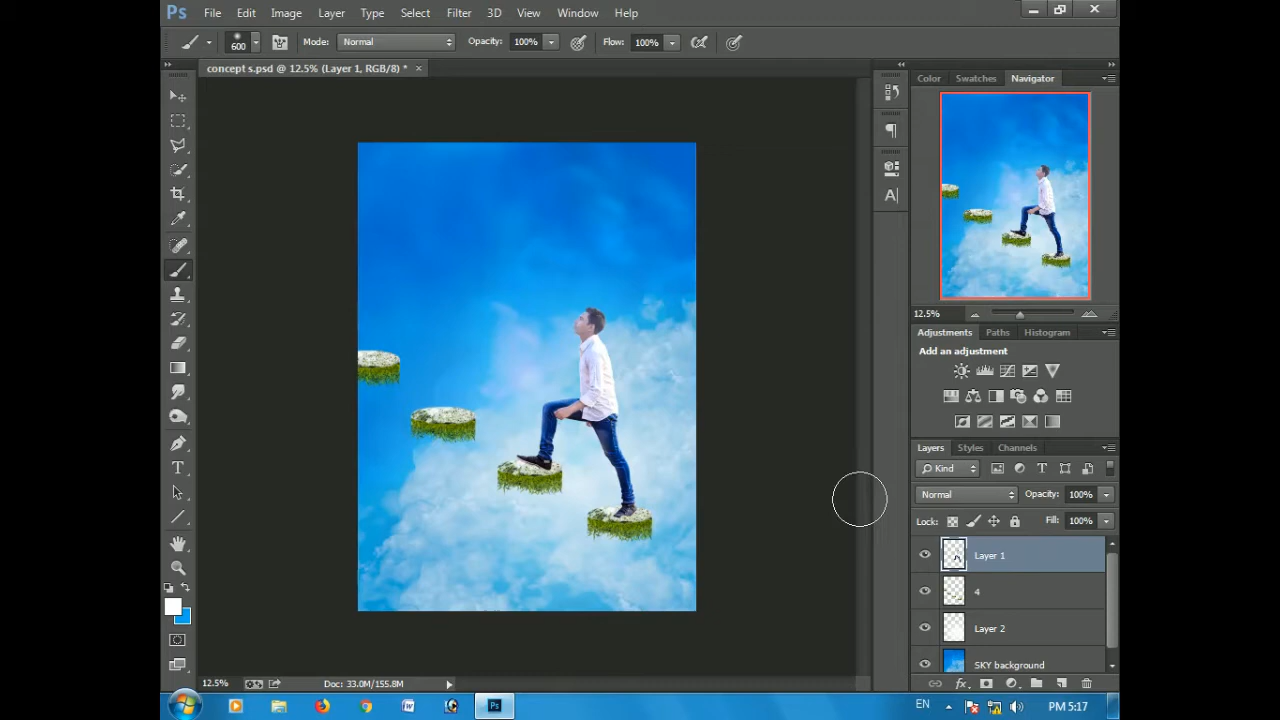 Ps File Edit Image Layer Type Select Filter 3D View Window Help
600 Mode: Normal Opacity: 100% Flow: 100%
concept s.psd @ 12.5% (Layer 1, RGB/8) * ×
Color Swatches Navigator
12.5%
Adjustments Paths Histogram
Add an adjustment
Layers Styles Channels
Kind
Normal Opacity: 100%
Lock: Fill: 100%
Layer 1
4
Layer 2
SKY background
12.5% Doc: 33.0M/155.8M
EN PM 5:17